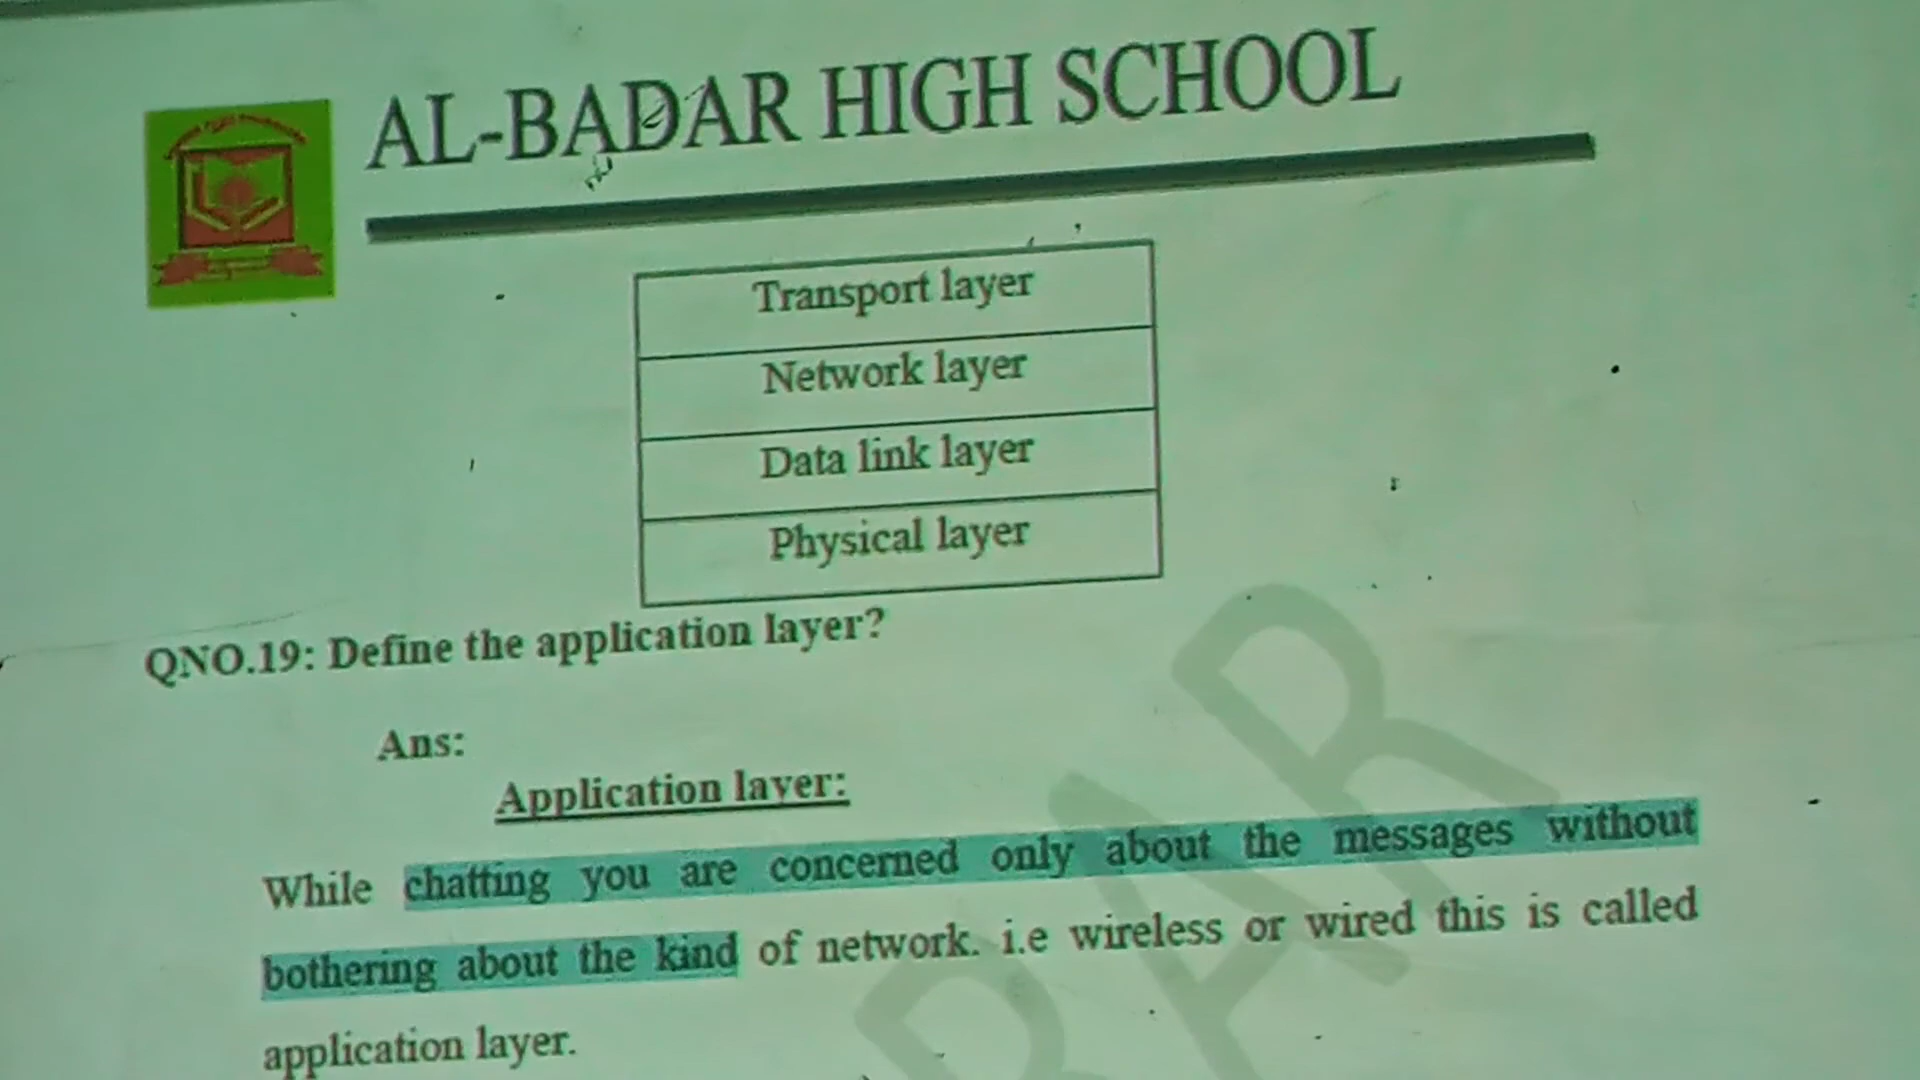 AL-BADAR HIGH SCHOOL
Transport layer
Network layer
Data link layer
Physical layer
QNO.19: Define the application layer?
Ans:
Application layer:
While chatting you are concerned only about the messages without
bothering about the kind of network. i.e wireless or wired this is called
application layer.